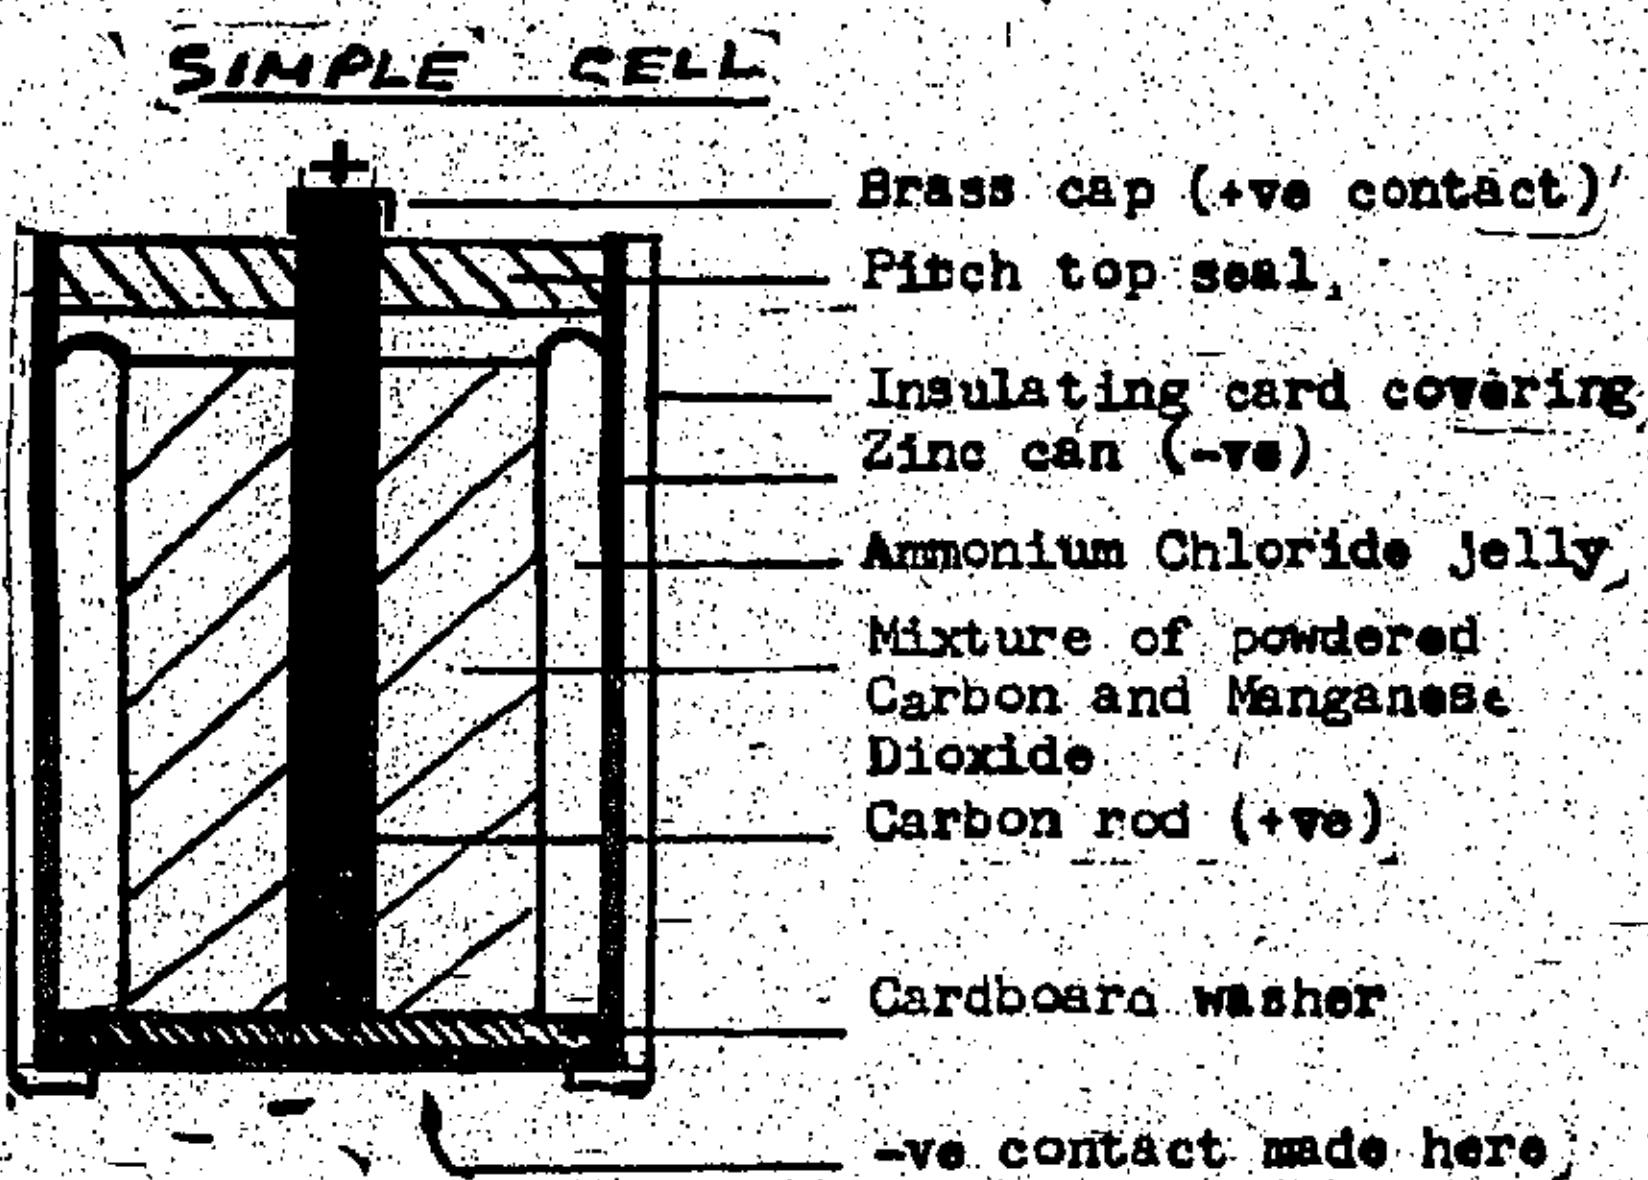 SIMPLE CELL
+
Brass cap (+ve contact)
Pitch top seal,
Insulating card covering
Zinc can (-ve)
Ammonium Chloride jelly
Mixture of powdered
Carbon and Manganese
Dioxide
Carbon rod (+ve)
Cardboard washer
-
-ve contact made here